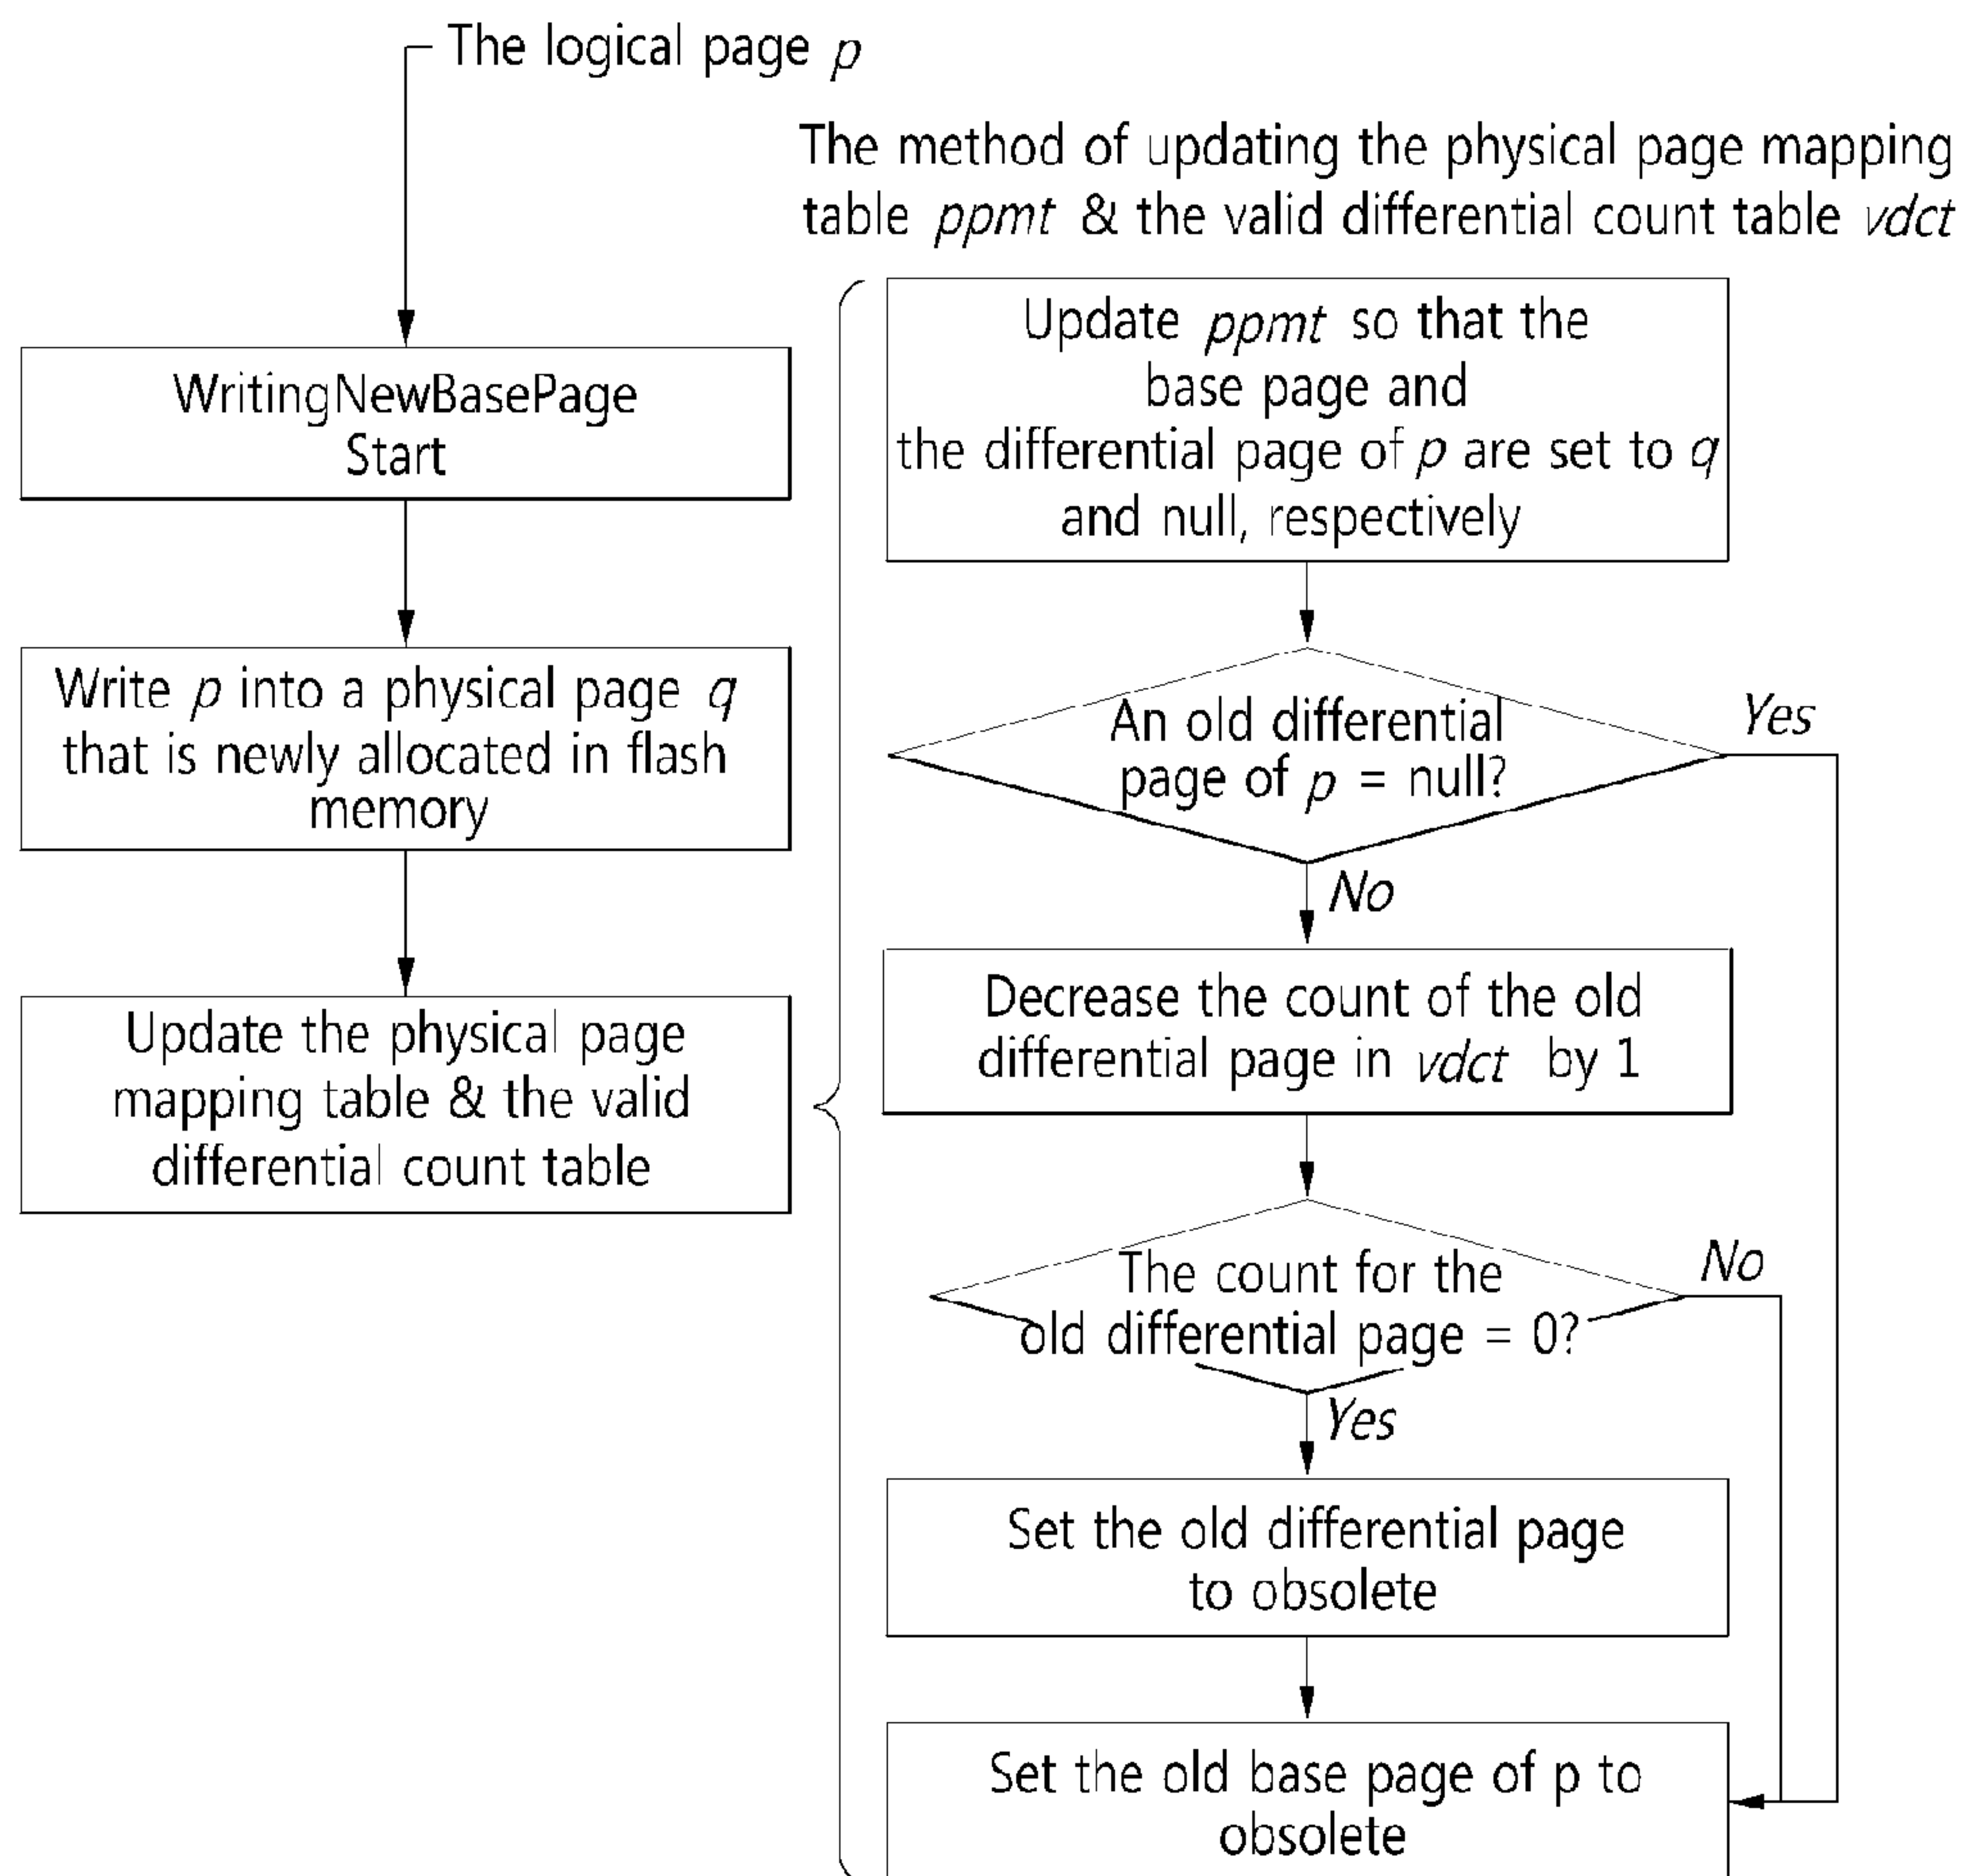 The logical page p
The method of updating the physical page mapping
table ppmt & the valid differential count table vdct
WritingNewBasePage
Start
Write p into a physical page q
that is newly allocated in flash
memory
Update the physical page
mapping table & the valid
differential count table
Update ppmt so that the
base page and
the differential page of p are set to q
and null, respectively
An old differential
page of p = null?
Yes
No
Decrease the count of the old
differential page in vdct by 1
The count for the
old differential page = 0?
No
Yes
Set the old differential page
to obsolete
Set the old base page of p to
obsolete